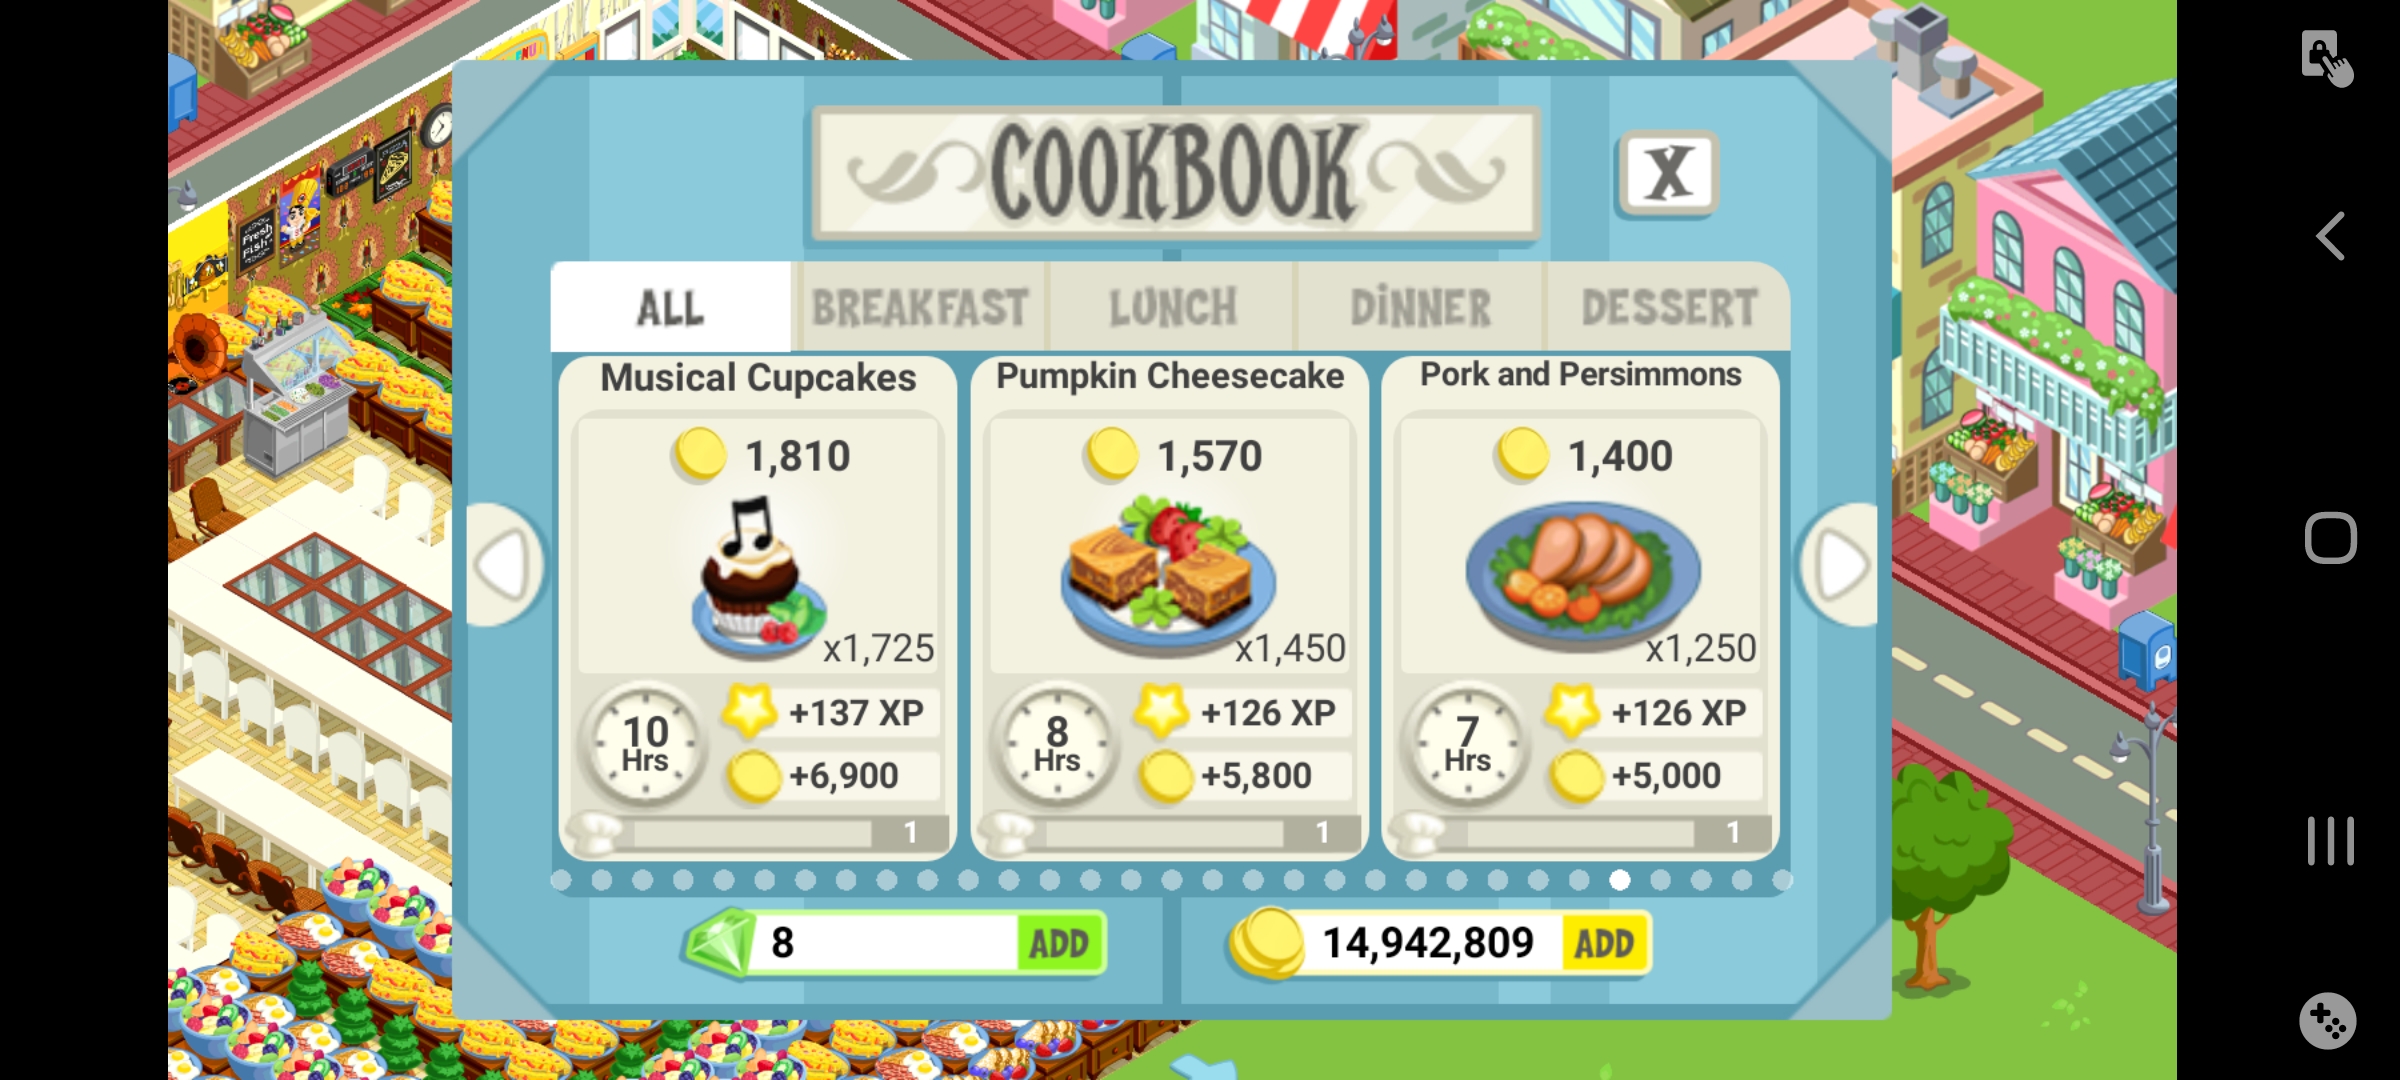 COOKBOOK
X
ALL BREAKFAST LUNCH DINNER DESSERT
Musical Cupcakes
1,810
x1,725
10 Hrs
+137 XP
+6,900
1
Pumpkin Cheesecake
1,570
x1,450
8 Hrs
+126 XP
+5,800
1
Pork and Persimmons
1,400
x1,250
7 Hrs
+126 XP
+5,000
1
8 ADD
14,942,809 ADD
Fresh
Fish